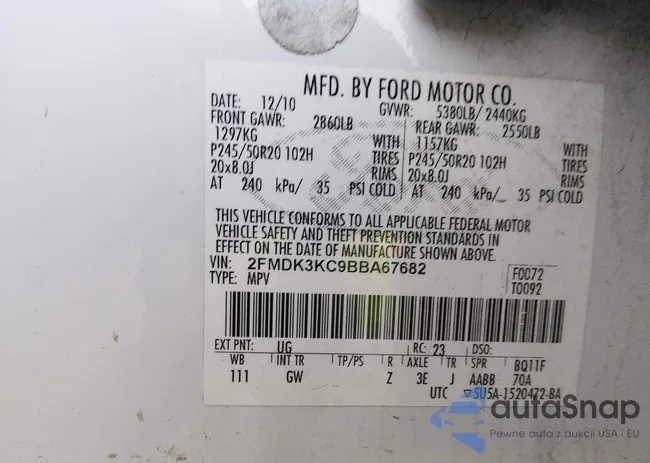 MFD. BY FORD MOTOR CO.
DATE: 12/10 GVWR: 5380LB/ 2440KG
FRONT GAWR: 2860LB REAR GAWR: 2550LB
1297KG WITH 1157KG WITH
P245/50R20 102H TIRES P245/50R20 102H TIRES
20x8.0J RIMS 20x8.0J RIMS
AT 240 kPa/ 35 PSI COLD AT 240 kPa/ 35 PSI COLD
THIS VEHICLE CONFORMS TO ALL APPLICABLE FEDERAL MOTOR
VEHICLE SAFETY AND THEFT PREVENTION STANDARDS IN
EFFECT ON THE DATE OF MANUFACTURE SHOWN ABOVE.
VIN: 2FMDK3KC9BBA67682 F0072
TYPE: MPV T0092
EXT PNT: UG RC: 23 DSO:
WB INT TR TP/PS R AXLE TR SPR BQ11F
111 GW Z 3E J AABB 70A
UTC ▽5U5A-1520472-BA
autoSnap
Pewne auta z aukcji USA i EU